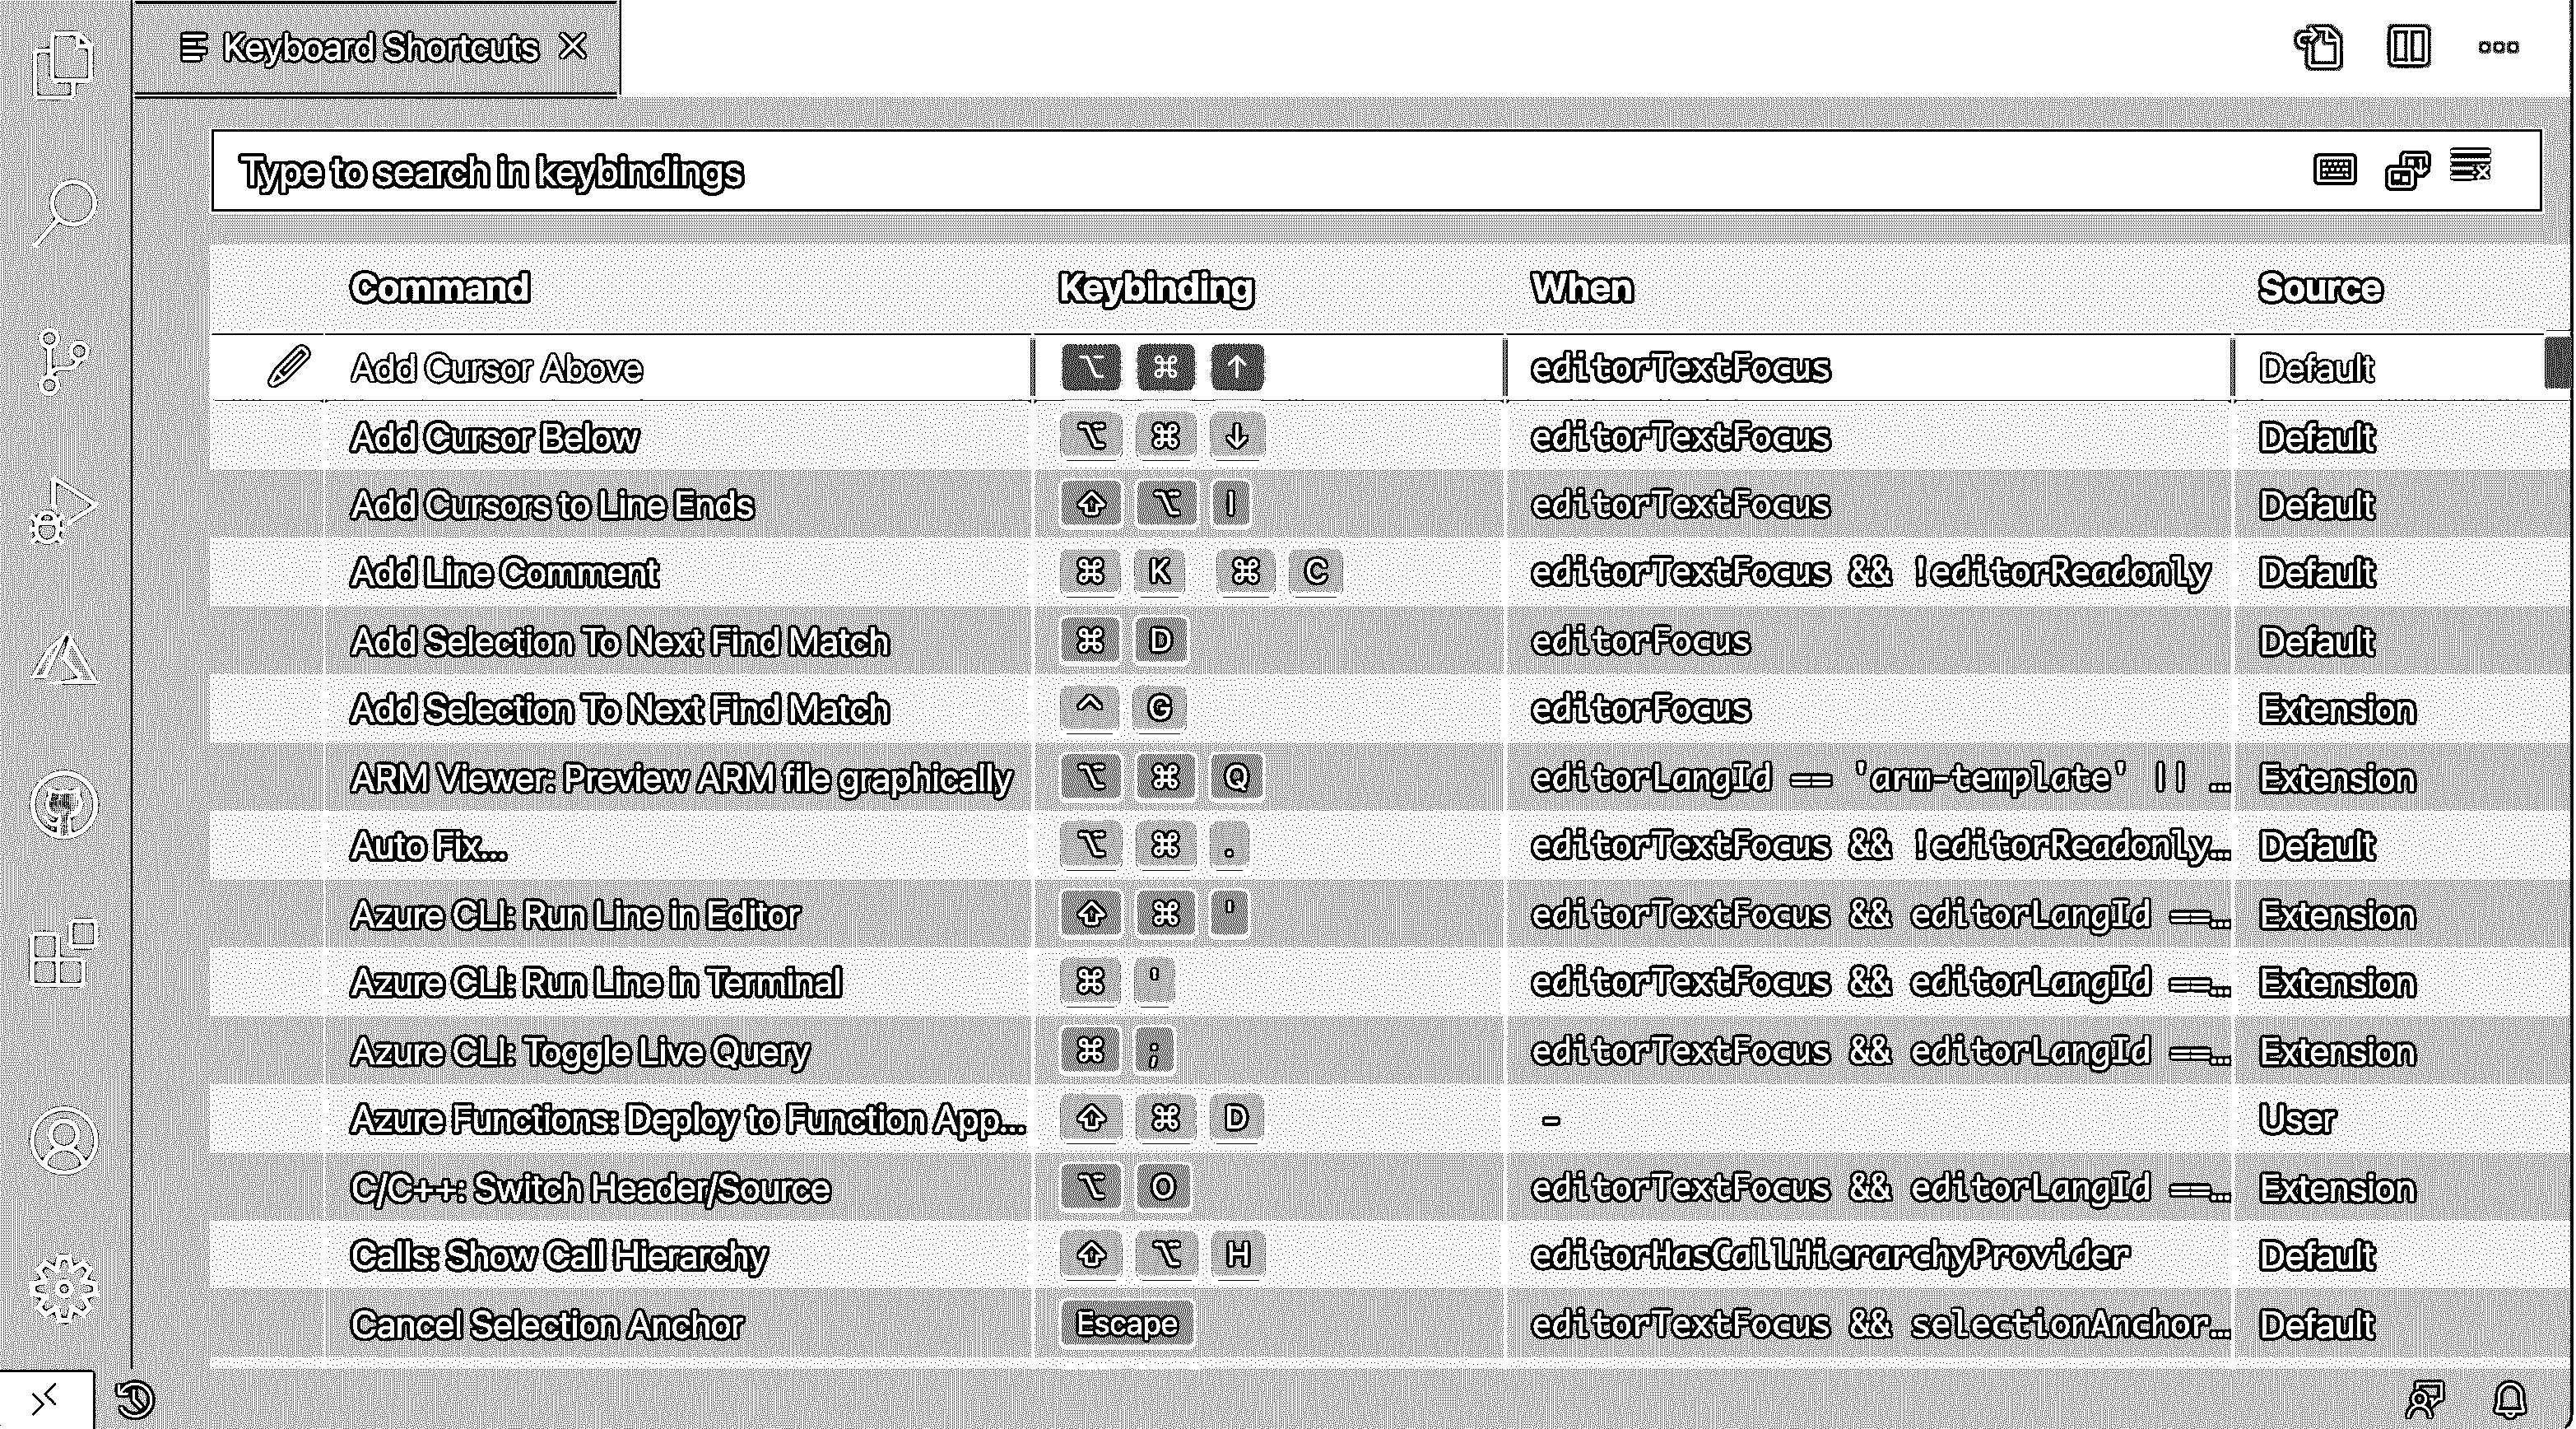 Keyboard Shortcuts
Type to search in keybindings
Command Keybinding When Source
Add Cursor Above ⌥ ⌘ ↑ editorTextFocus Default
Add Cursor Below ⌥ ⌘ ↓ editorTextFocus Default
Add Cursors to Line Ends ⇧ ⌥ I editorTextFocus Default
Add Line Comment ⌘ K ⌘ C editorTextFocus && !editorReadonly Default
Add Selection To Next Find Match ⌘ D editorFocus Default
Add Selection To Next Find Match ^ G editorFocus Extension
ARM Viewer: Preview ARM file graphically ⌥ ⌘ Q editorLangId == 'arm-template' || … Extension
Auto Fix... ⌥ ⌘ . editorTextFocus && !editorReadonly… Default
Azure CLI: Run Line in Editor ⇧ ⌘ ' editorTextFocus && editorLangId ==… Extension
Azure CLI: Run Line in Terminal ⌘ ' editorTextFocus && editorLangId ==… Extension
Azure CLI: Toggle Live Query ⌘ ; editorTextFocus && editorLangId ==… Extension
Azure Functions: Deploy to Function App... ⇧ ⌘ D - User
C/C++: Switch Header/Source ⌥ O editorTextFocus && editorLangId ==… Extension
Calls: Show Call Hierarchy ⇧ ⌥ H editorHasCallHierarchyProvider Default
Cancel Selection Anchor Escape editorTextFocus && selectionAnchor… Default